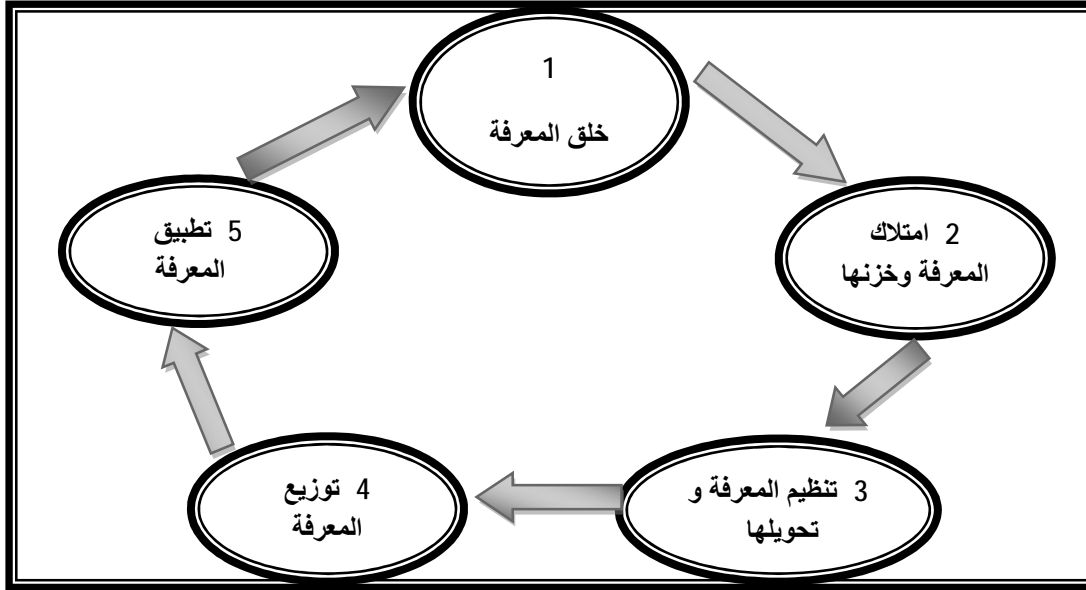 1
خلق المعرفة
2 امتلاك
المعرفة وخزنها
3 تنظيم المعرفة و
تحويلها
4 توزيع
المعرفة
5 تطبيق
المعرفة